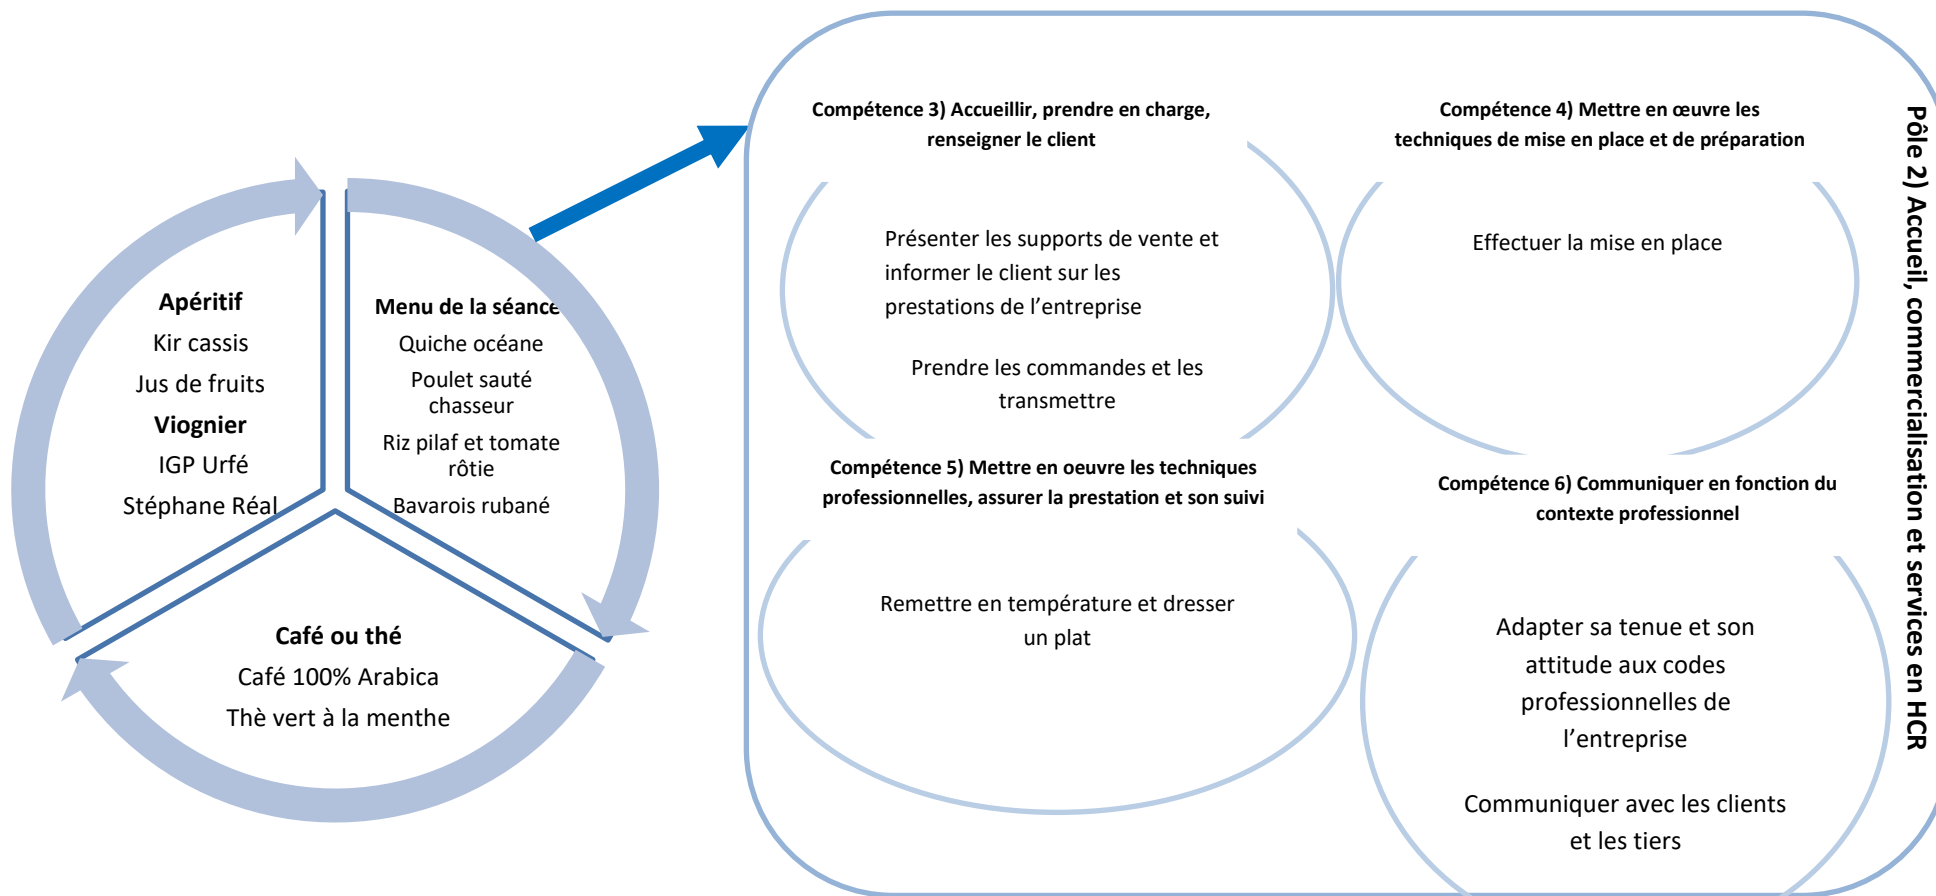 Apéritif
Kir cassis
Jus de fruits
Viognier
IGP Urfé
Stéphane Réal
Menu de la séance
Quiche océane
Poulet sauté
chasseur
Riz pilaf et tomate
rôtie
Bavarois rubané
Café ou thé
Café 100% Arabica
Thè vert à la menthe
Compétence 3) Accueillir, prendre en charge,
renseigner le client
Présenter les supports de vente et
informer le client sur les
prestations de l’entreprise
Prendre les commandes et les
transmettre
Compétence 4) Mettre en œuvre les
techniques de mise en place et de préparation
Effectuer la mise en place
Compétence 5) Mettre en oeuvre les techniques
professionnelles, assurer la prestation et son suivi
Remettre en température et dresser
un plat
Compétence 6) Communiquer en fonction du
contexte professionnel
Adapter sa tenue et son
attitude aux codes
professionnelles de
l’entreprise
Communiquer avec les clients
et les tiers
Pôle 2) Accueil, commercialisation et services en HCR